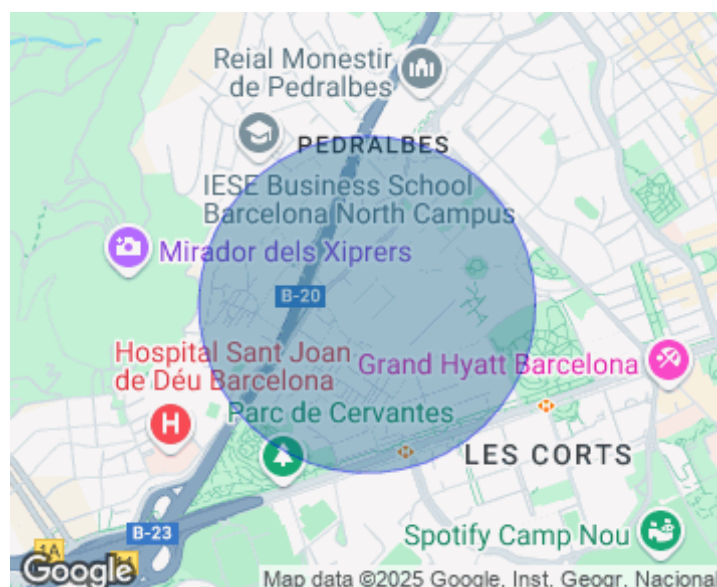 Reial Monestir
de Pedralbes
PEDRALBES
IESE Business School
Barcelona North Campus
Mirador dels Xiprers
B-20
Hospital Sant Joan
de Déu Barcelona
Grand Hyatt Barcelona
H
Parc de Cervantes
LES CORTS
B-23
Spotify Camp Nou
1A
Google
Map data ©2025 Google, Inst. Geogr. Nacional